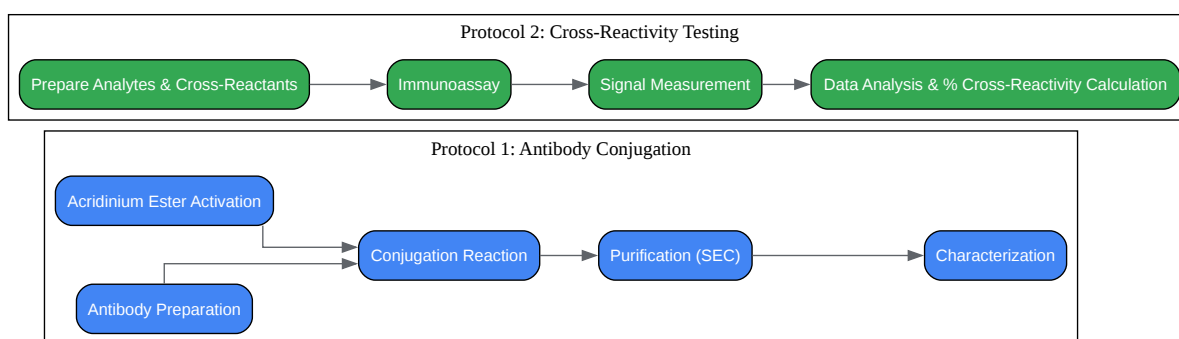 Protocol 2: Cross-Reactivity Testing
Prepare Analytes & Cross-Reactants
Immunoassay
Signal Measurement
Data Analysis & % Cross-Reactivity Calculation
Protocol 1: Antibody Conjugation
Acridinium Ester Activation
Conjugation Reaction
Purification (SEC)
Characterization
Antibody Preparation